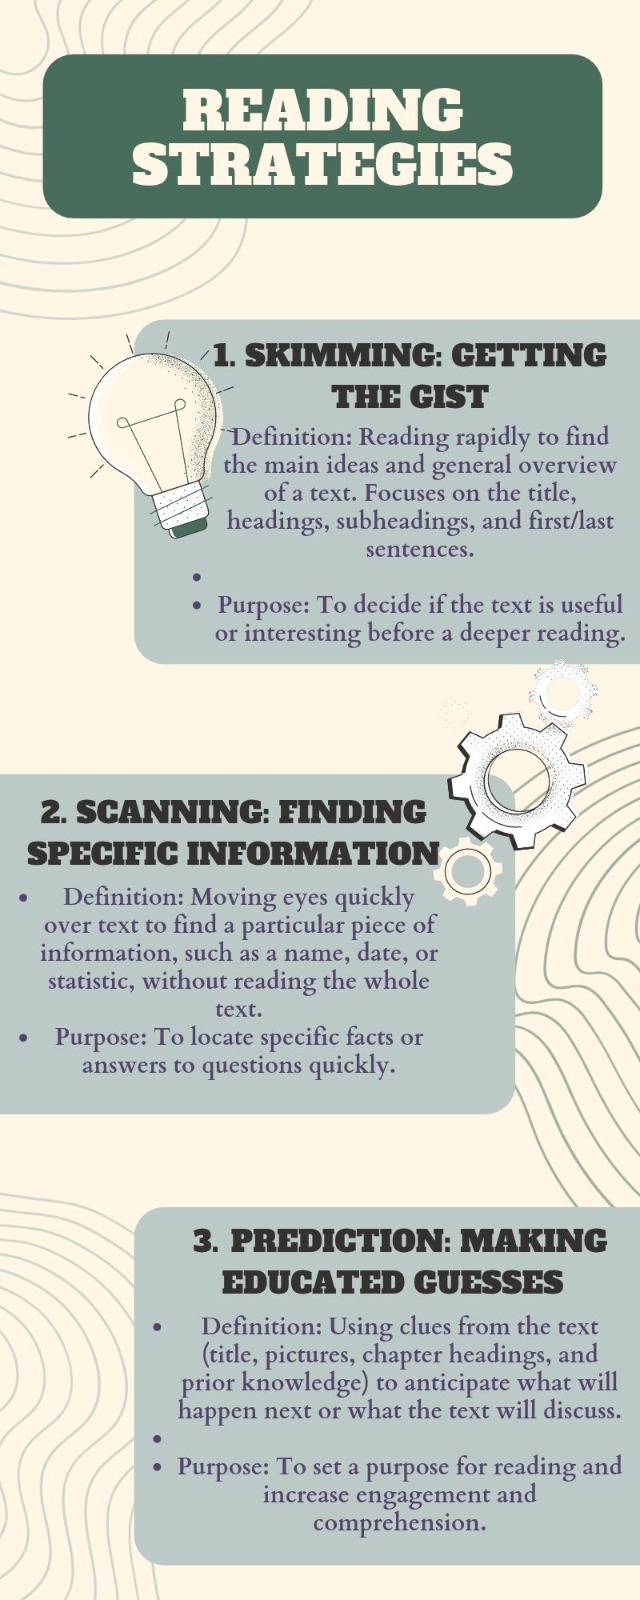 READING
STRATEGIES
1. SKIMMING: GETTING
THE GIST
Definition: Reading rapidly to find
the main ideas and general overview
of a text. Focuses on the title,
headings, subheadings, and first/last
sentences.
•
• Purpose: To decide if the text is useful
or interesting before a deeper reading.
2. SCANNING: FINDING
SPECIFIC INFORMATION
• Definition: Moving eyes quickly
over text to find a particular piece of
information, such as a name, date, or
statistic, without reading the whole
text.
• Purpose: To locate specific facts or
answers to questions quickly.
3. PREDICTION: MAKING
EDUCATED GUESSES
• Definition: Using clues from the text
(title, pictures, chapter headings, and
prior knowledge) to anticipate what will
happen next or what the text will discuss.
•
• Purpose: To set a purpose for reading and
increase engagement and
comprehension.